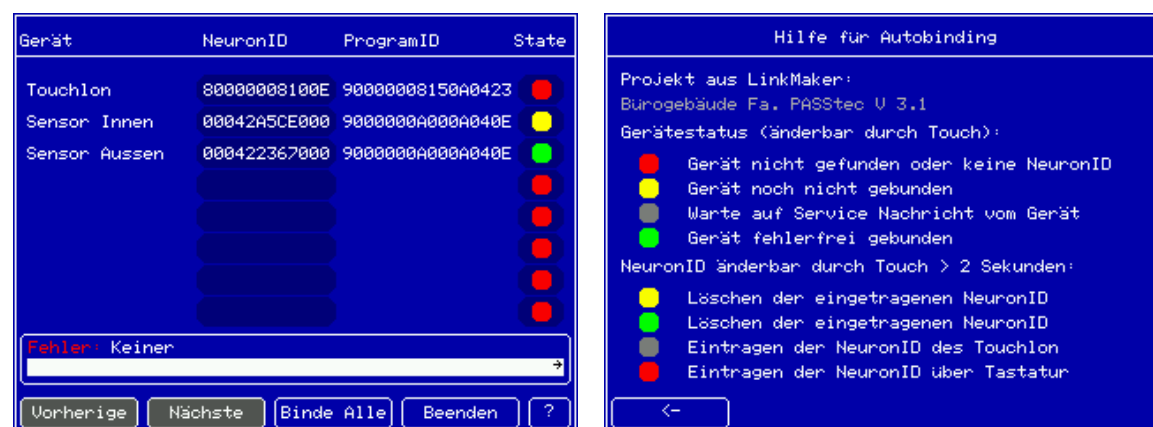 Gerät NeuronID ProgramID State
Touchlon 80000008100E 90000008150A0423
Sensor Innen 00042A5CE000 9000000A000A040E
Sensor Aussen 000422367000 9000000A000A040E
Fehler: Keiner
→
Vorherige Nächste Binde Alle Beenden ?
Hilfe für Autobinding
Projekt aus LinkMaker:
Bürogebäude Fa. PASStec V 3.1
Gerätestatus (änderbar durch Touch):
Gerät nicht gefunden oder keine NeuronID
Gerät noch nicht gebunden
Warte auf Service Nachricht vom Gerät
Gerät fehlerfrei gebunden
NeuronID änderbar durch Touch > 2 Sekunden:
Löschen der eingetragenen NeuronID
Löschen der eingetragenen NeuronID
Eintragen der NeuronID des Touchlon
Eintragen der NeuronID über Tastatur
<-